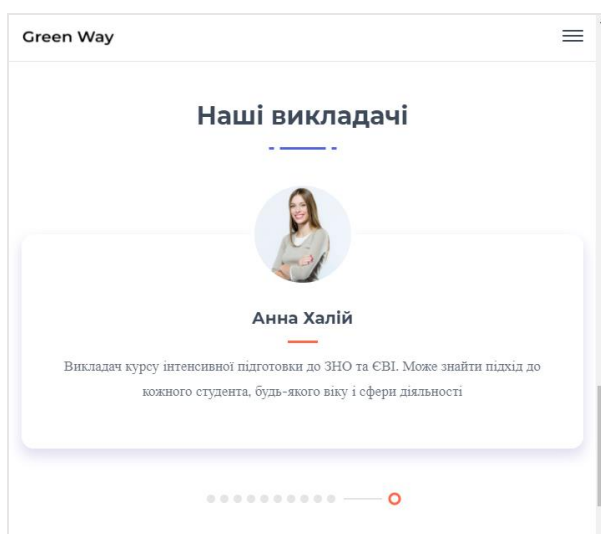 Green Way
Наші викладачі
Анна Халій
Викладач курсу інтенсивної підготовки до ЗНО та ЄВІ. Може знайти підхід до
кожного студента, будь-якого віку і сфери діяльності